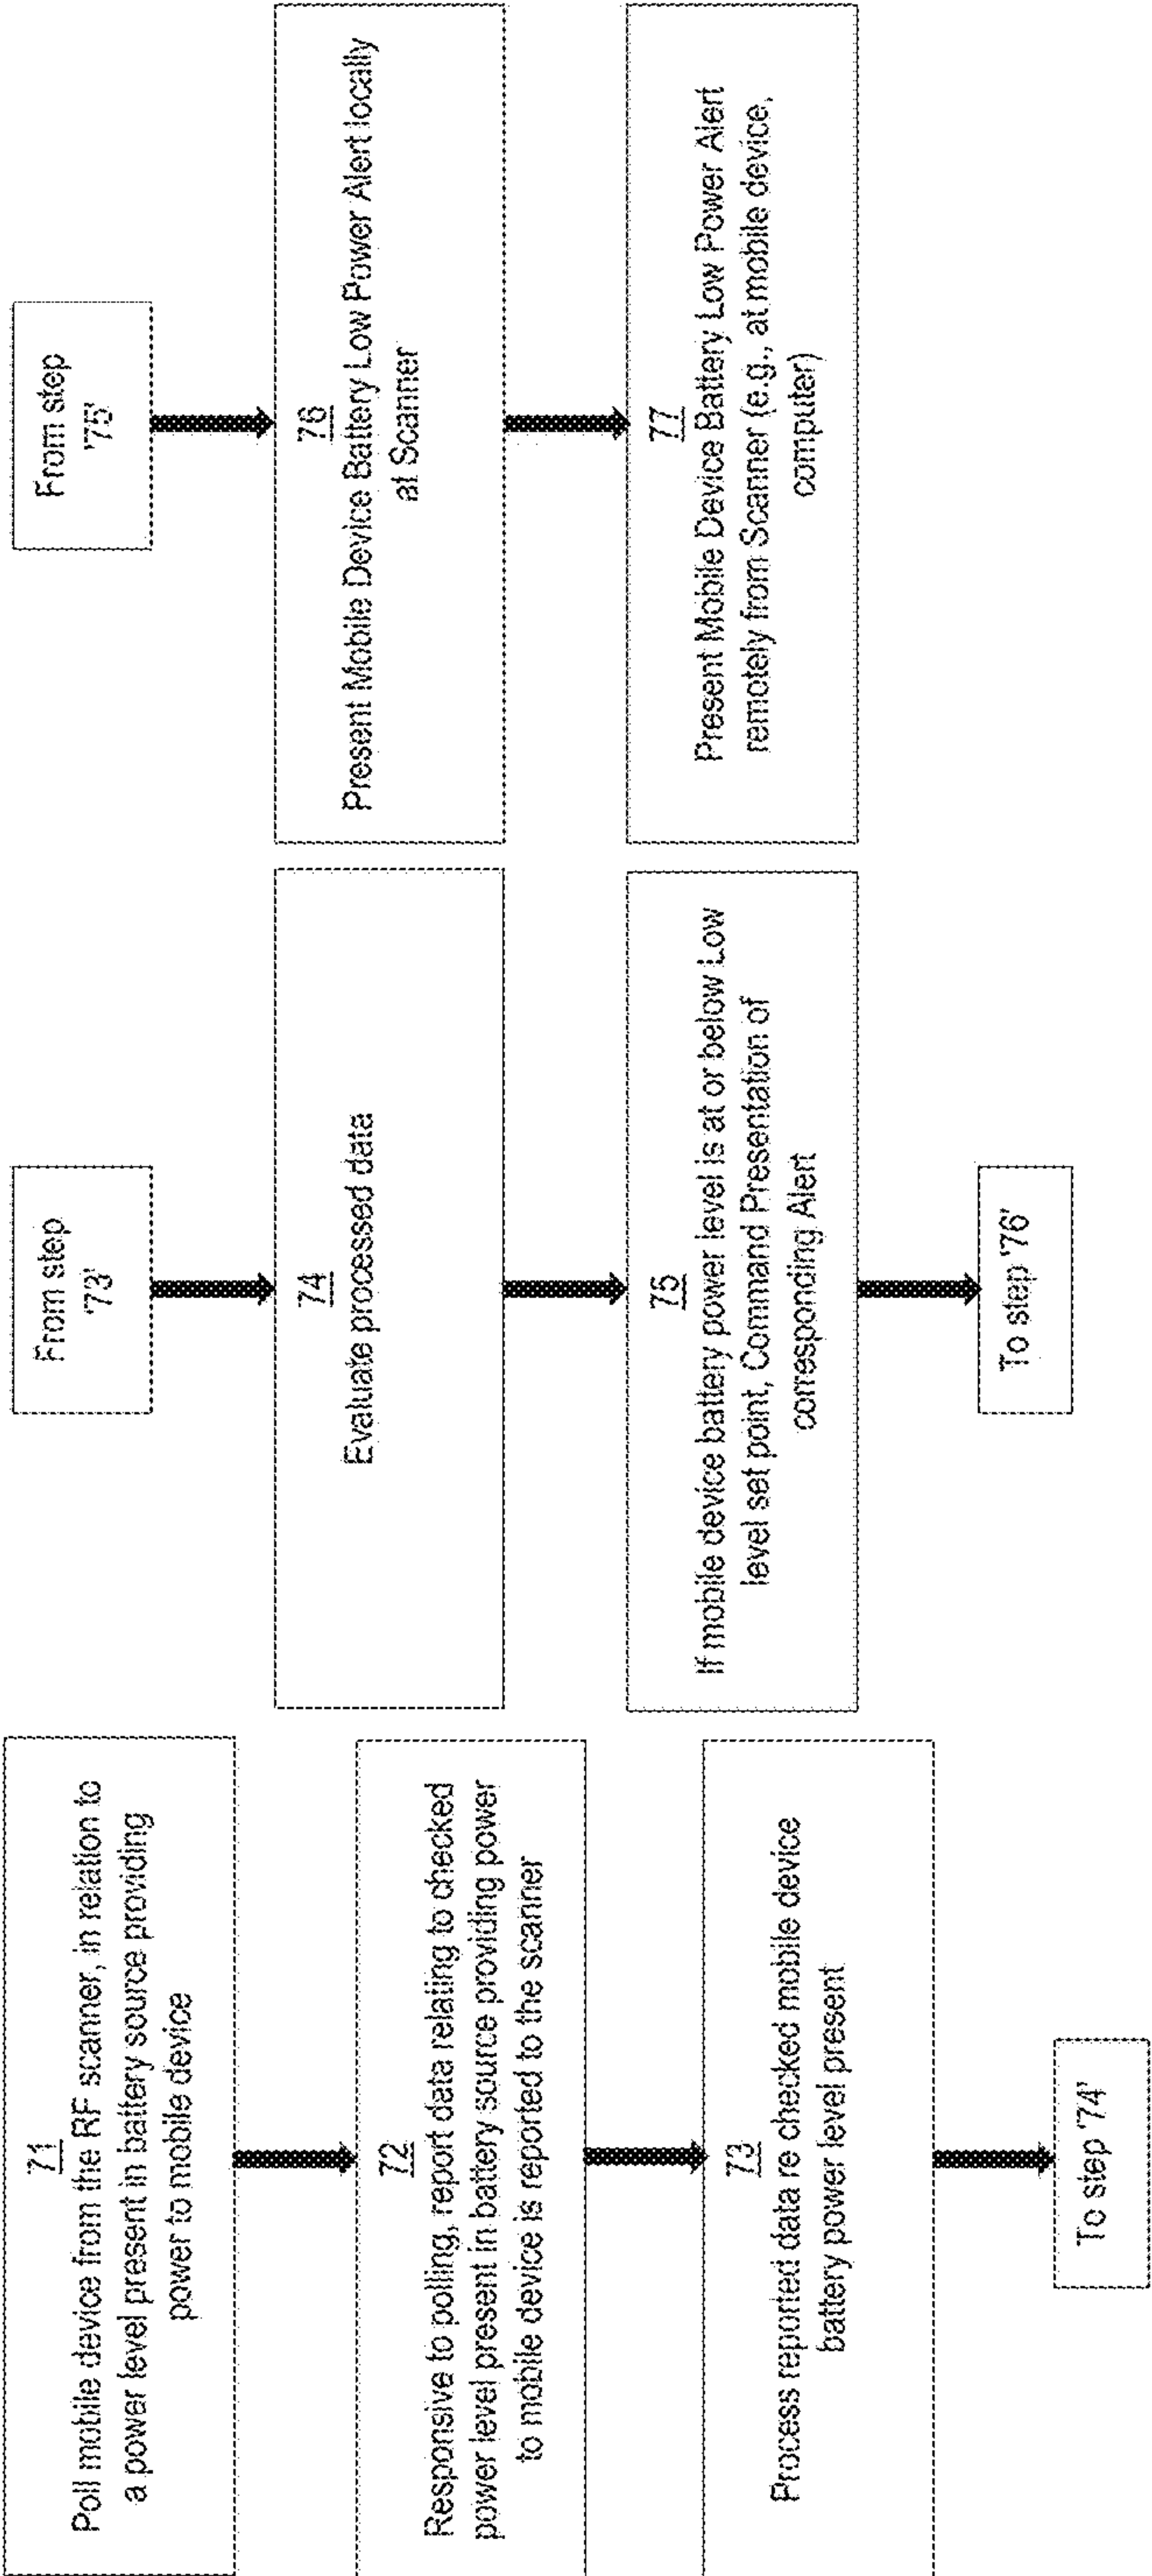 71
Poll mobile device from the RF scanner, in relation to
a power level present in battery source providing
power to mobile device
72
Responsive to polling, report data relating to checked
power level present in battery source providing power
to mobile device is reported to the scanner
73
Process reported data re checked mobile device
battery power level present
To step '74'
From step
'73'
74
Evaluate processed data
75
If mobile device battery power level is at or below Low
level set point, Command Presentation of
corresponding Alert
To step '76'
From step
'75'
76
Present Mobile Device Battery Low Power Alert locally
at Scanner
77
Present Mobile Device Battery Low Power Alert
remotely from Scanner (e.g., at mobile device,
computer)